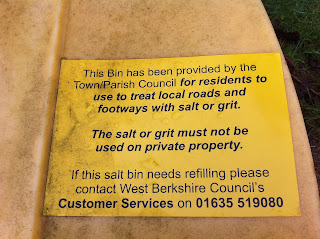 This Bin has been provided by the
Town/Parish Council for residents to
use to treat local roads and
footways with salt or grit.
The salt or grit must not be
used on private property.
If this salt bin needs refilling please
contact West Berkshire Council's
Customer Services on 01635 519080